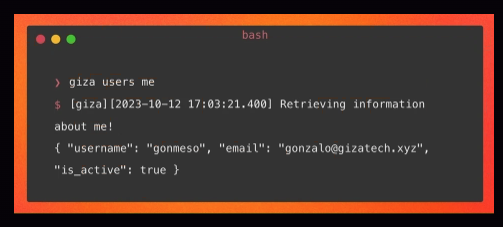 bash
❯ giza users me
$ [giza][2023-10-12 17:03:21.400] Retrieving information
about me!
{ "username": "gonmeso", "email": "gonzalo@gizatech.xyz",
"is_active": true }